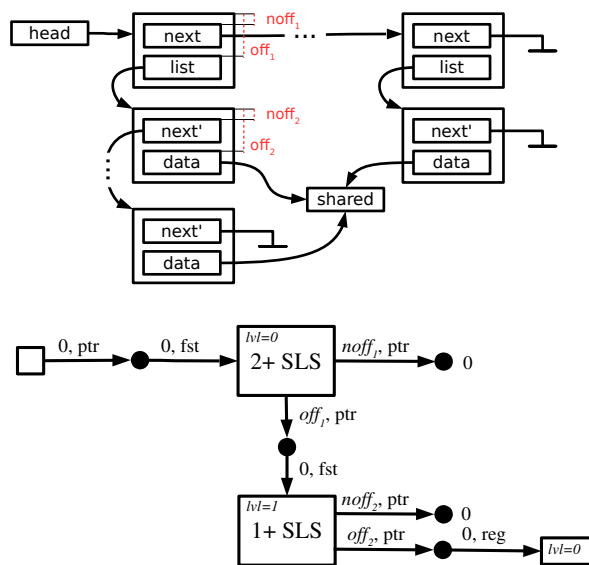 head
next
list
noff1
off1
...
next
list
next'
data
noff2
off2
...
next'
data
shared
next'
data
0, ptr
0, fst
lvl=0
2+ SLS
noff1, ptr
0
off1, ptr
0, fst
lvl=1
1+ SLS
noff2, ptr
0
off2, ptr
0, reg
lvl=0